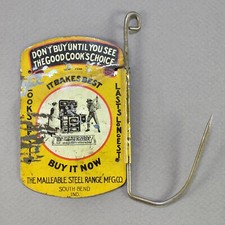 DON'T BUY UNTIL YOU SEE
THE GOOD COOK'S CHOICE
IT BAKES BEST
COOKS
LASTS LONGEST
BUY IT NOW
THE MALLEABLE STEEL RANGE MFG.CO.
SOUTH BEND
IND.